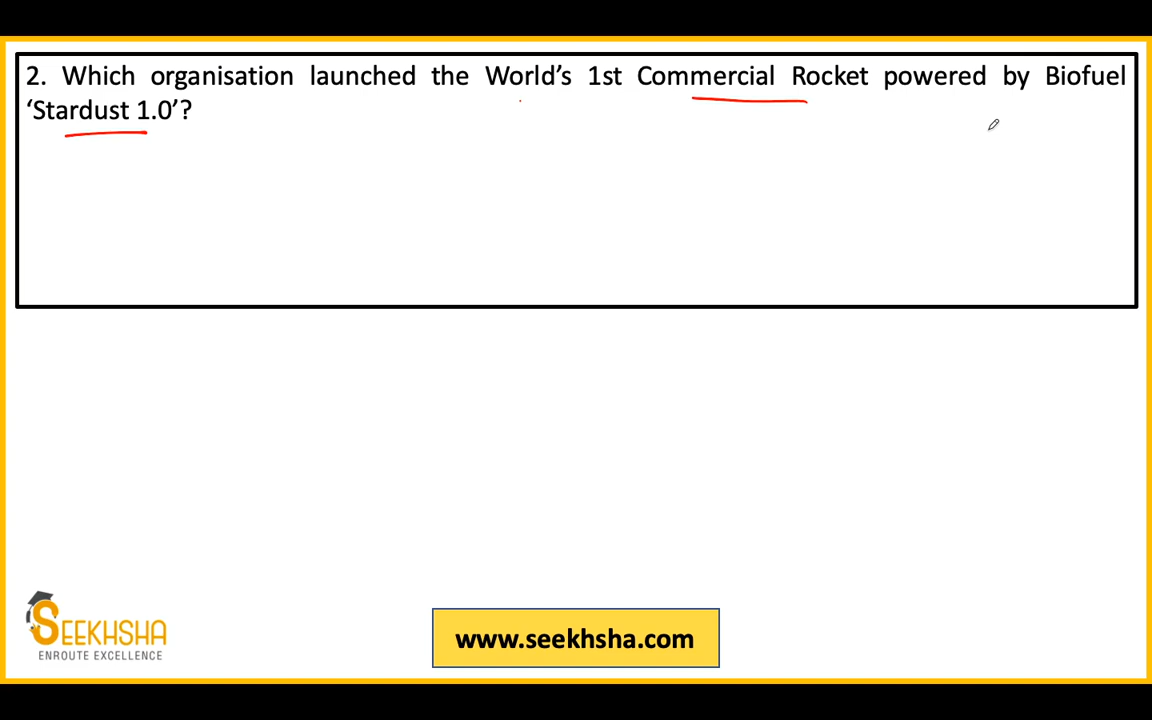 2. Which organisation launched the World’s 1st Commercial Rocket powered by Biofuel
‘Stardust 1.0’?
SEEKHSHA
ENROUTE EXCELLENCE
www.seekhsha.com